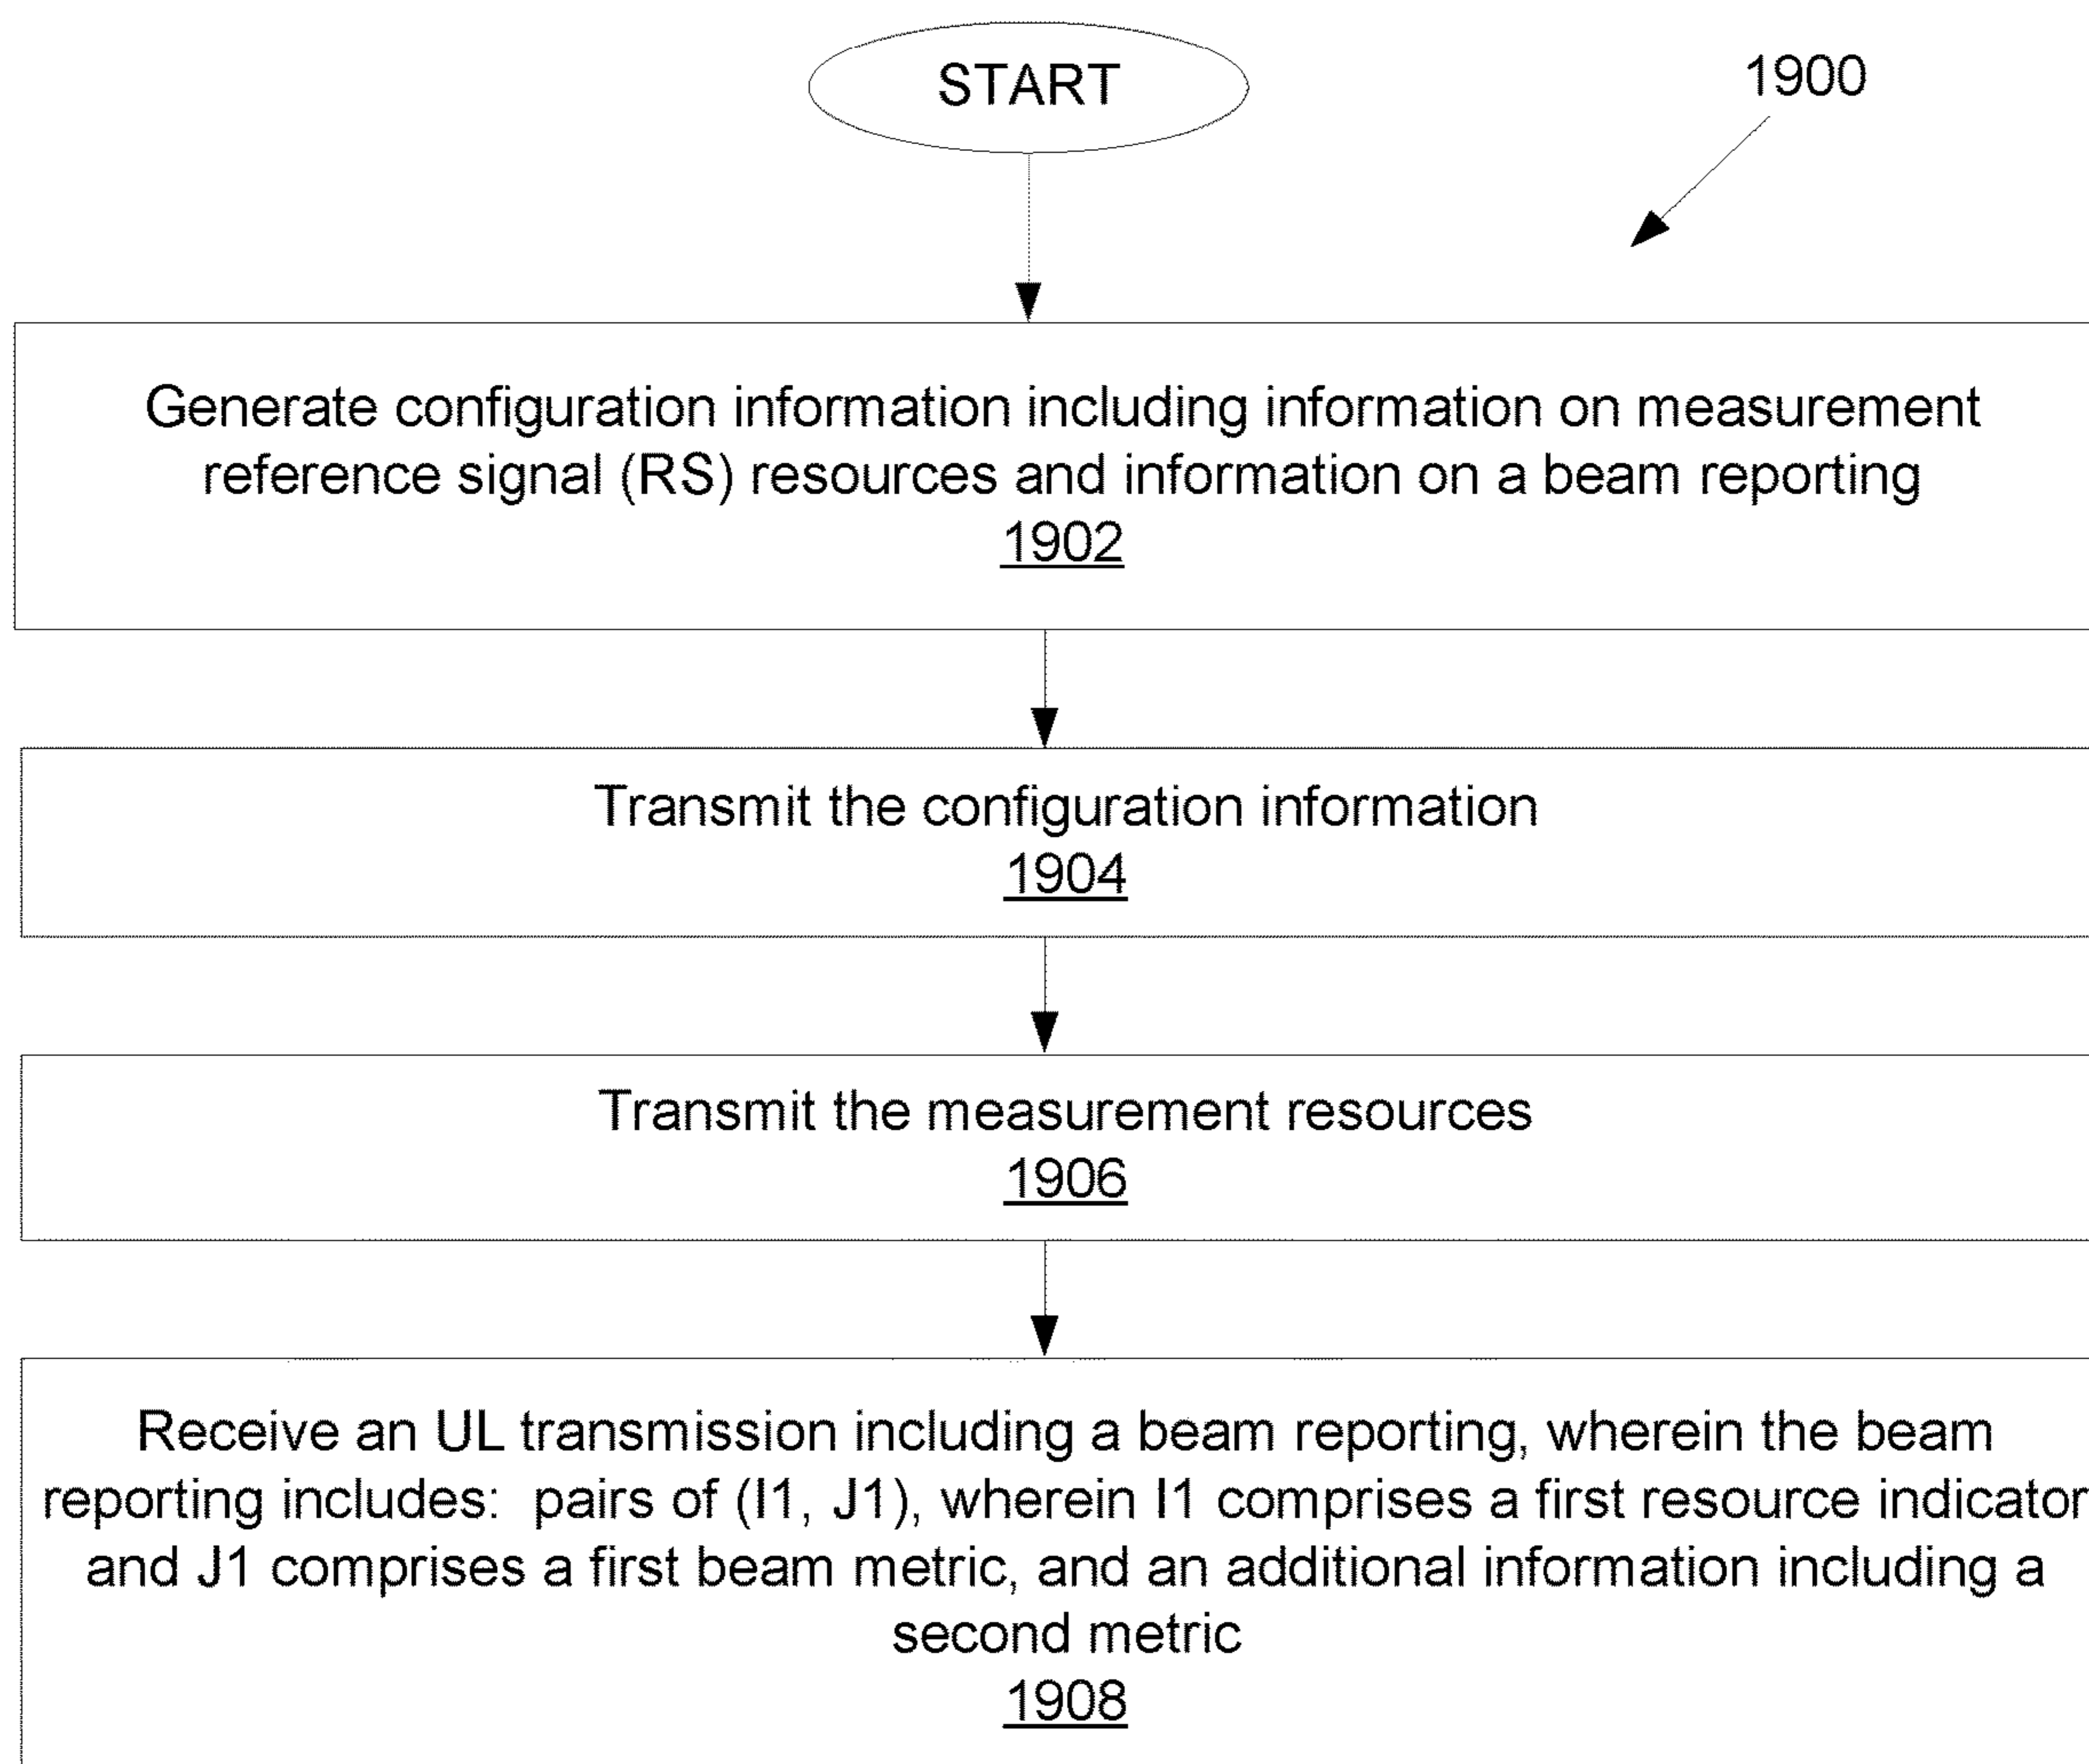 START
1900
Generate configuration information including information on measurement
reference signal (RS) resources and information on a beam reporting
1902
Transmit the configuration information
1904
Transmit the measurement resources
1906
Receive an UL transmission including a beam reporting, wherein the beam
reporting includes: pairs of (I1, J1), wherein I1 comprises a first resource indicator
and J1 comprises a first beam metric, and an additional information including a
second metric
1908